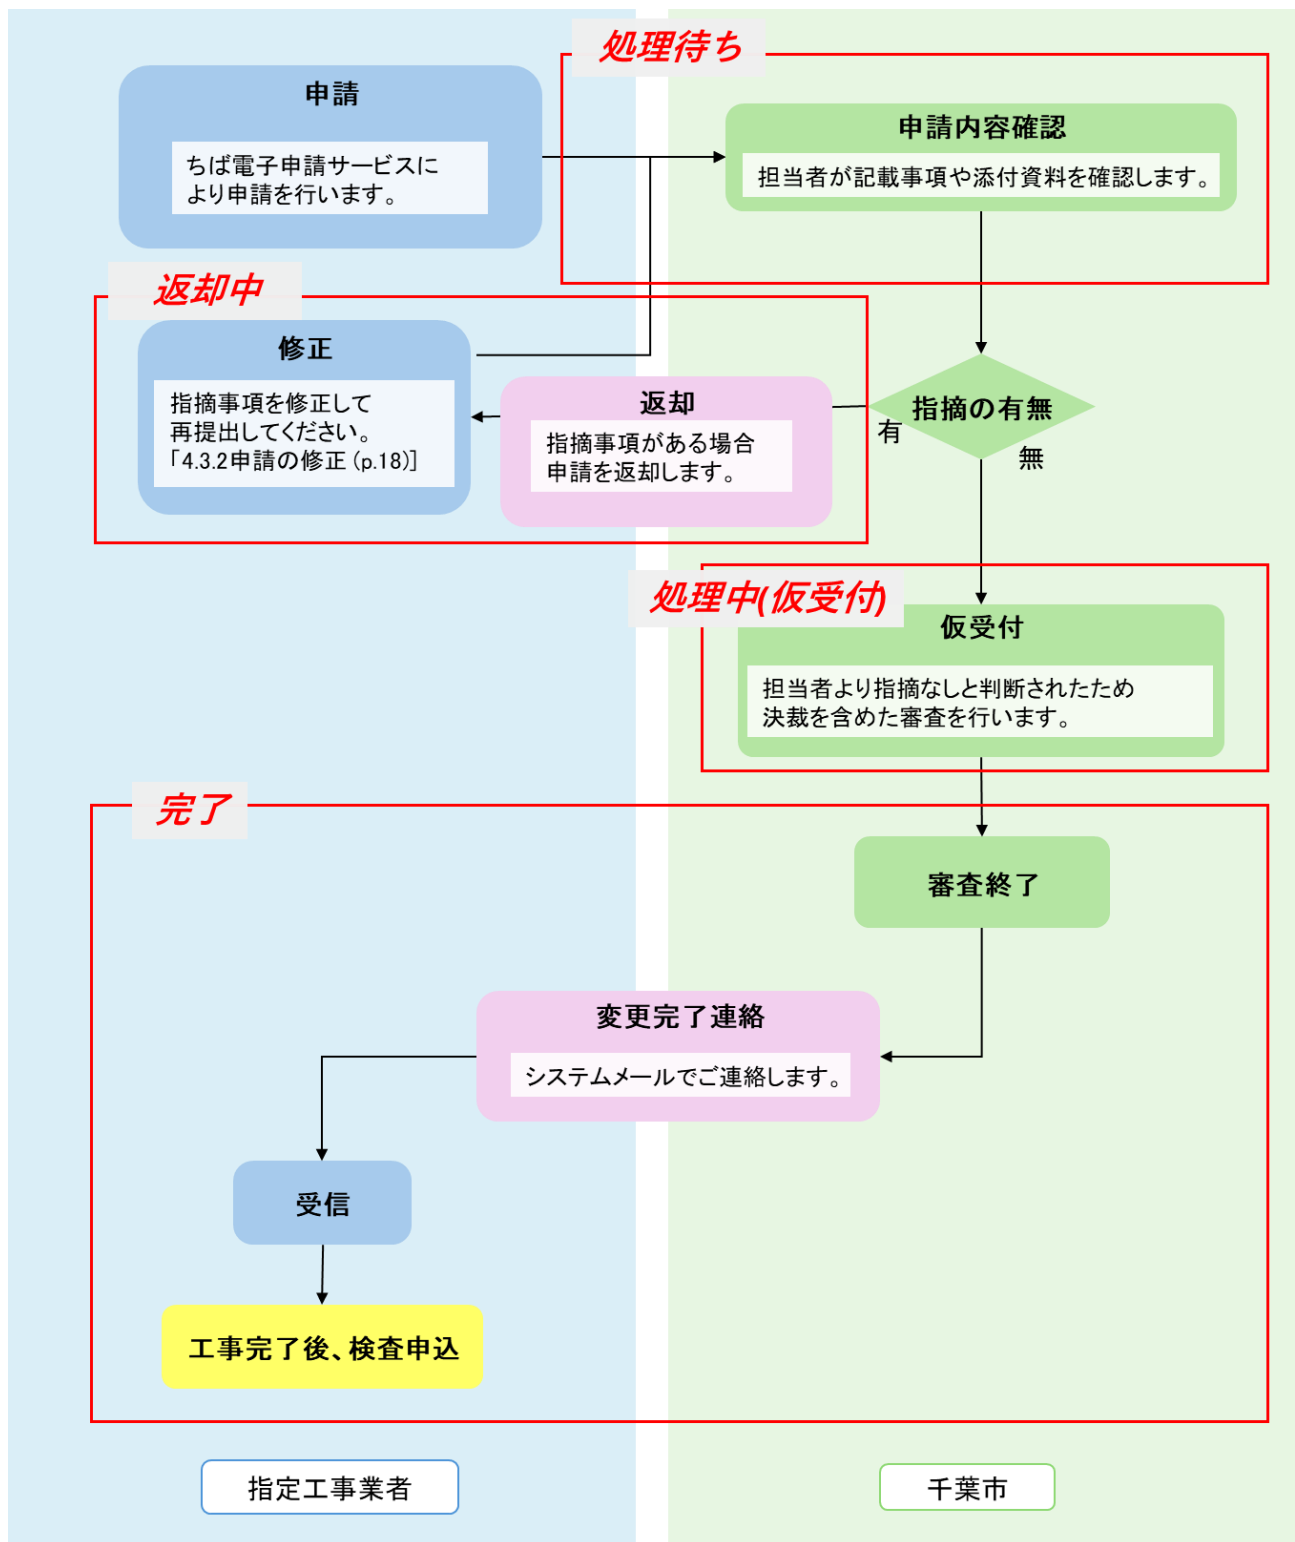 処理待ち
申請
ちば電子申請サービスに
より申請を行います。
申請内容確認
担当者が記載事項や添付資料を確認します。
返却中
修正
指摘事項を修正して
再提出してください。
「4.3.2申請の修正(p.18)]
返却
指摘事項がある場合
申請を返却します。
指摘の有無
有
無
処理中(仮受付)
仮受付
担当者より指摘なしと判断されたため
決裁を含めた審査を行います。
完了
審査終了
変更完了連絡
システムメールでご連絡します。
受信
工事完了後、検査申込
指定工事業者
千葉市